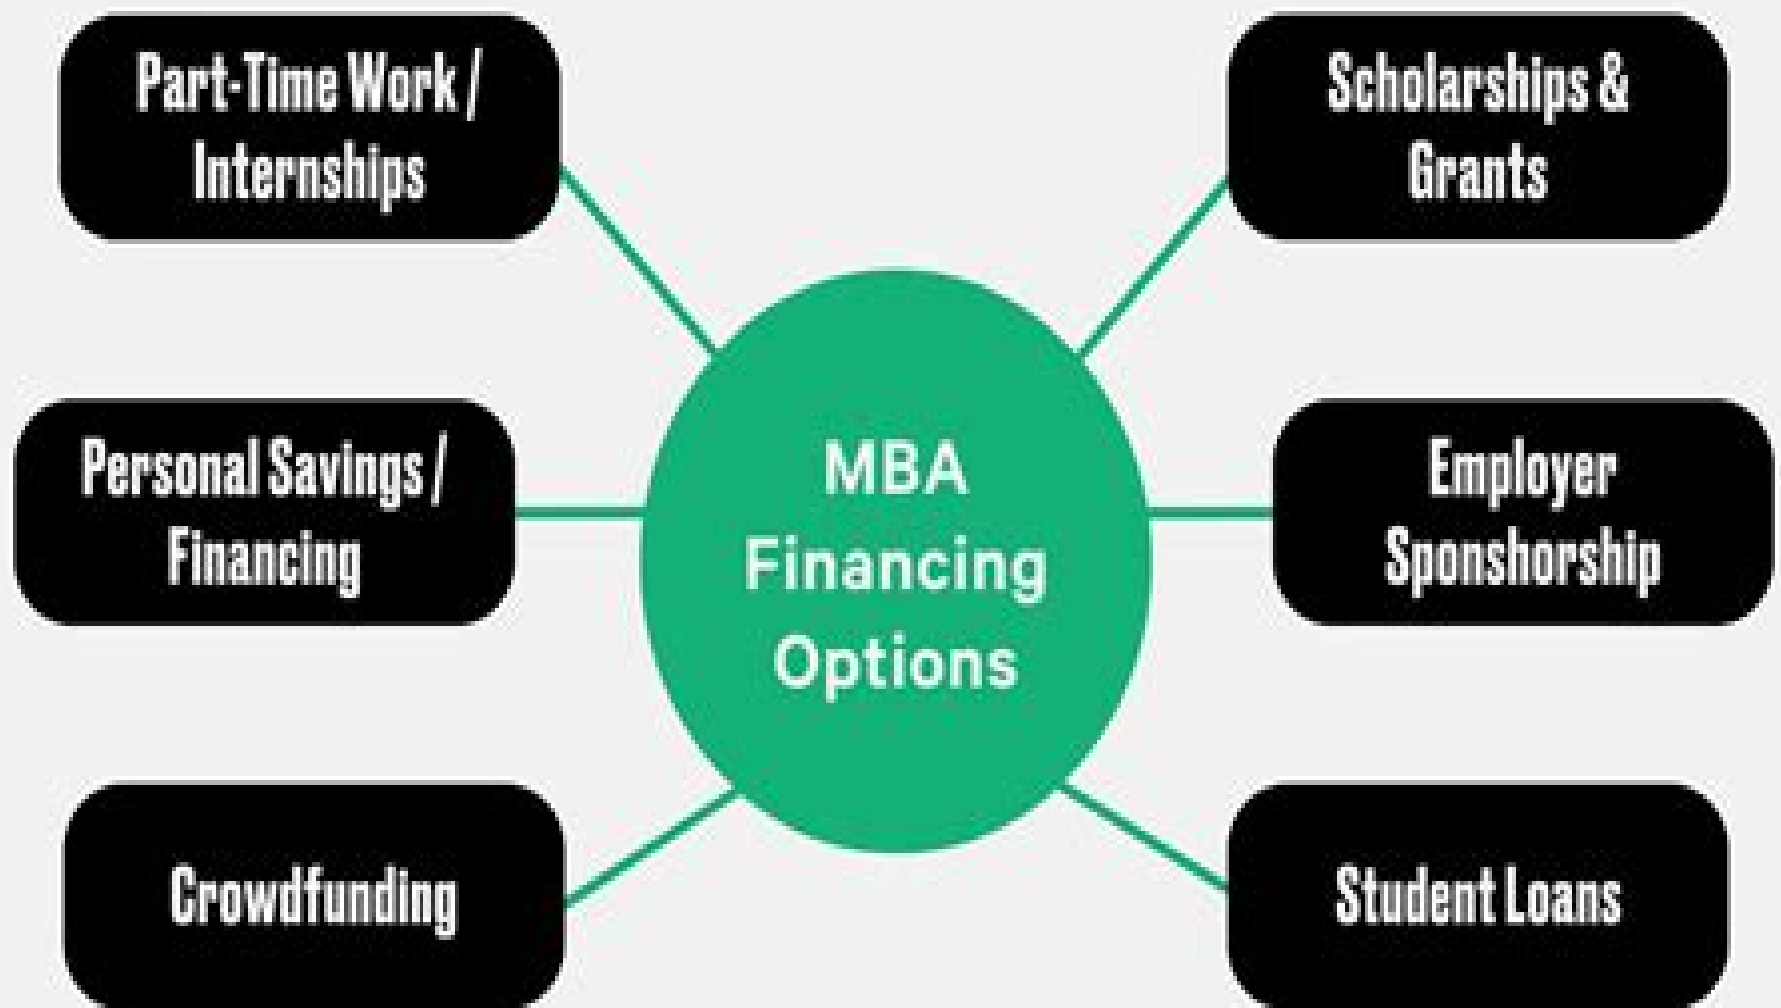 Part-Time Work /
Internships
Scholarships &
Grants
Personal Savings /
Financing
MBA
Financing
Options
Employer
Sponshorship
Crowdfunding
Student Loans